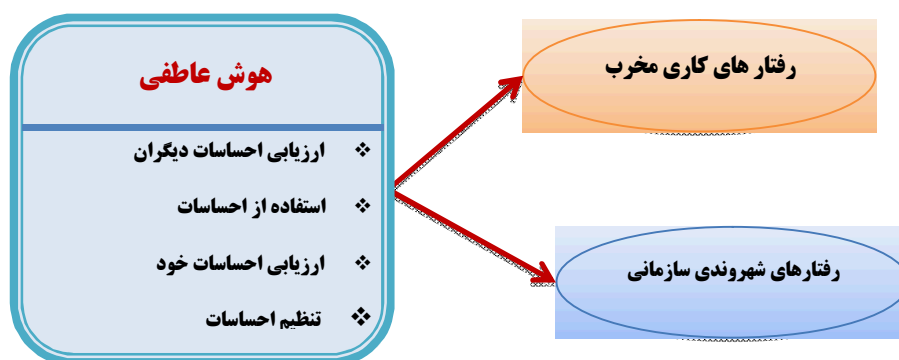 هوش عاطفی
❖ ارزیابی احساسات دیگران
❖ استفاده از احساسات
❖ ارزیابی احساسات خود
❖ تنظیم احساسات
رفتار های کاری مخرب
رفتارهای شهروندی سازمانی